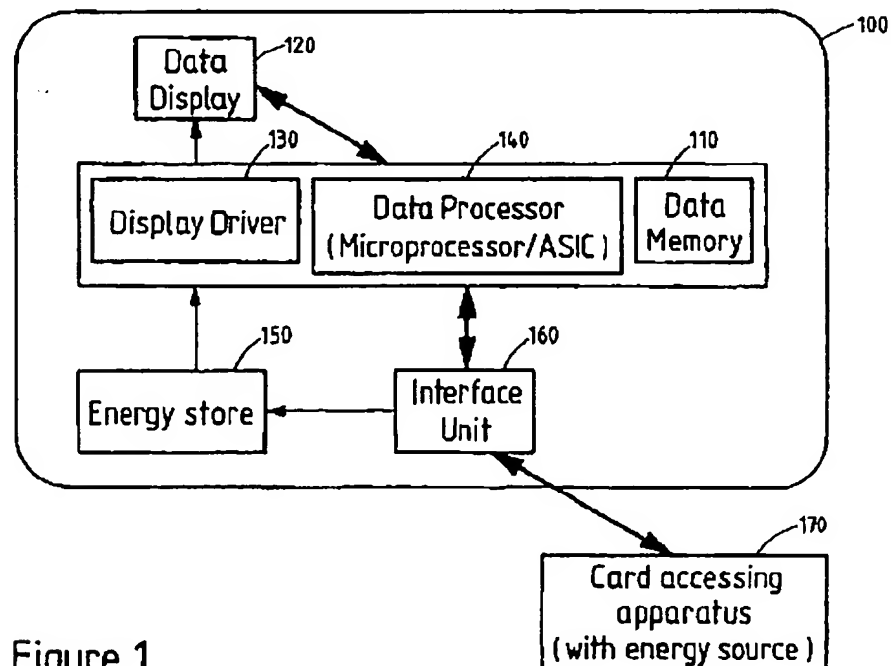 100
120
Data
Display
130
140
110
Display Driver
Data Processor
(Microprocessor/ASIC)
Data
Memory
150
160
Energy store
Interface
Unit
170
Card accessing
apparatus
(with energy source)
Figure 1